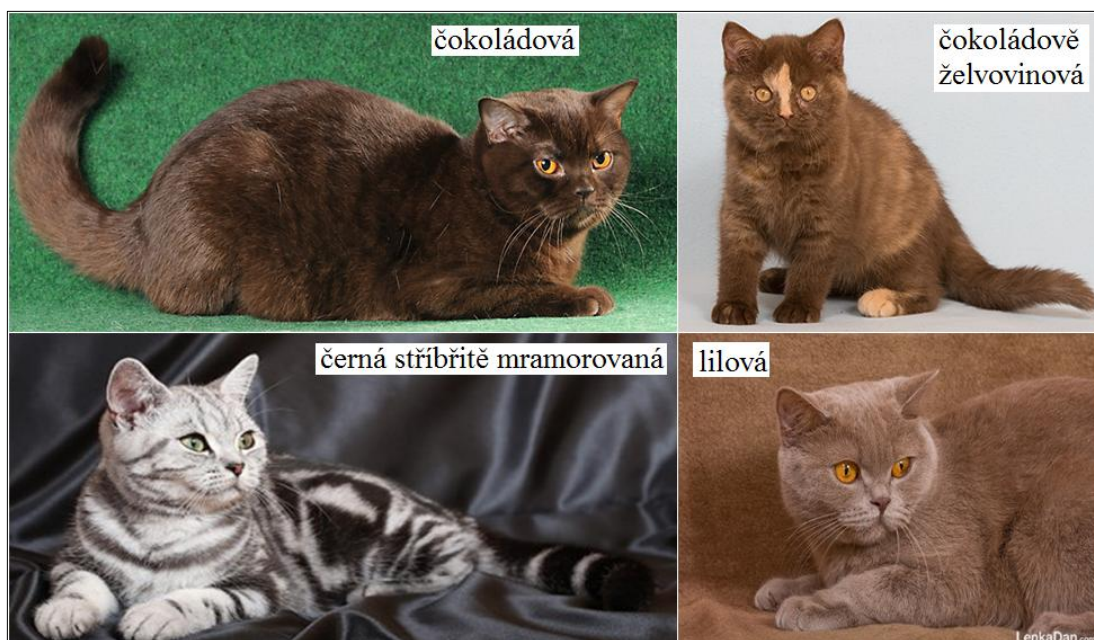 čokoládová
čokoládově
želvovinová
černá stříbřitě mramorovaná
lilová
LenkaDan.com